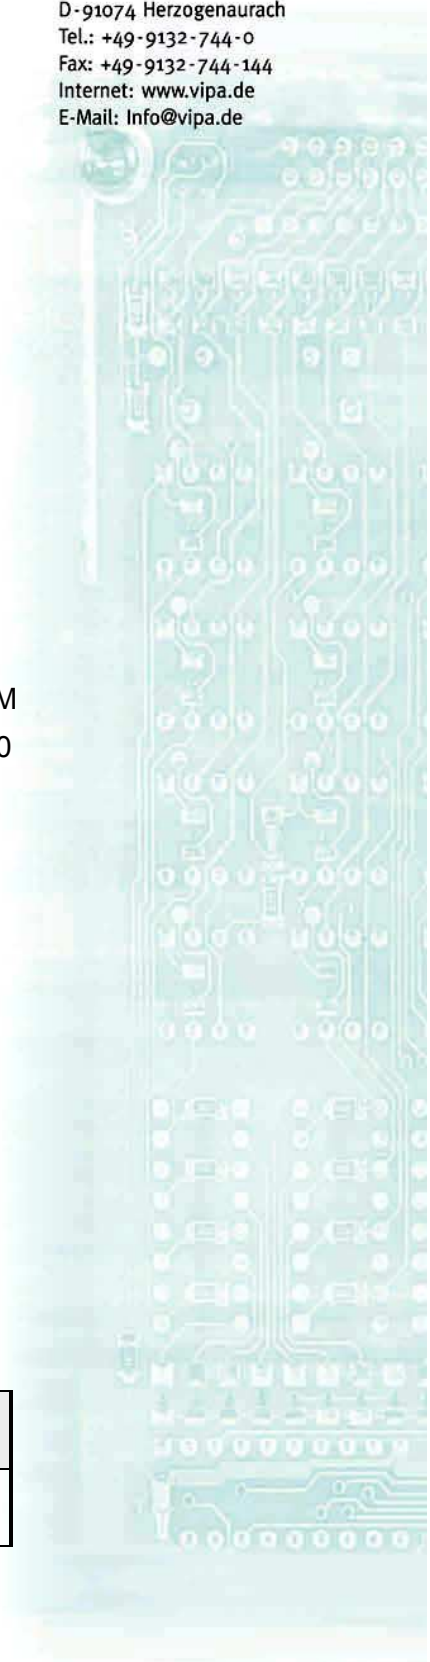 D-91074 Herzogenaurach
Tel.: +49-9132-744-0
Fax: +49-9132-744-144
Internet: www.vipa.de
E-Mail: Info@vipa.de
M
0